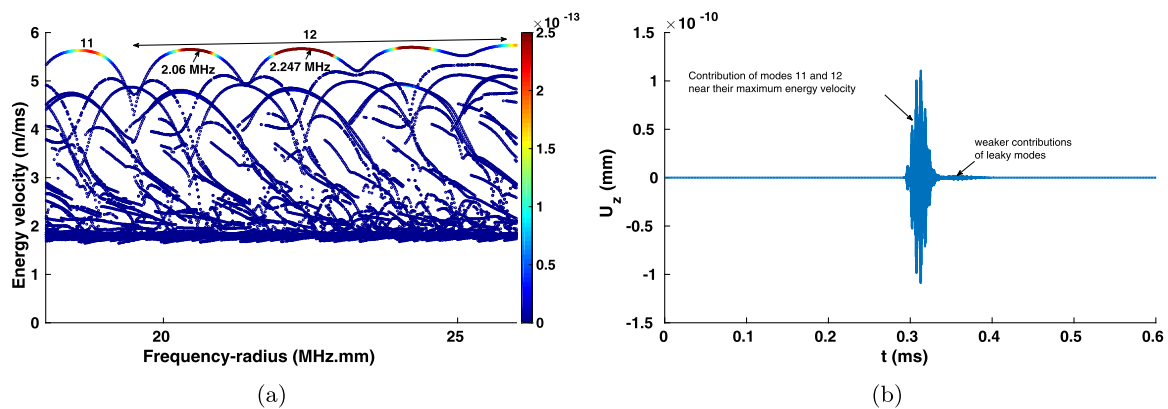 ×10 -13
6
5
4
3
2
1
0
Energy velocity (m/ms)
11
12
2.06 MHz
2.247 MHz
20
25
Frequency-radius (MHz.mm)
2.5
2
1.5
1
0.5
0
(a)
×10 -10
1.5
1
0.5
0
-0.5
-1
-1.5
U z (mm)
Contribution of modes 11 and 12
near their maximum energy velocity
weaker contributions
of leaky modes
0
0.1
0.2
0.3
0.4
0.5
0.6
t (ms)
(b)